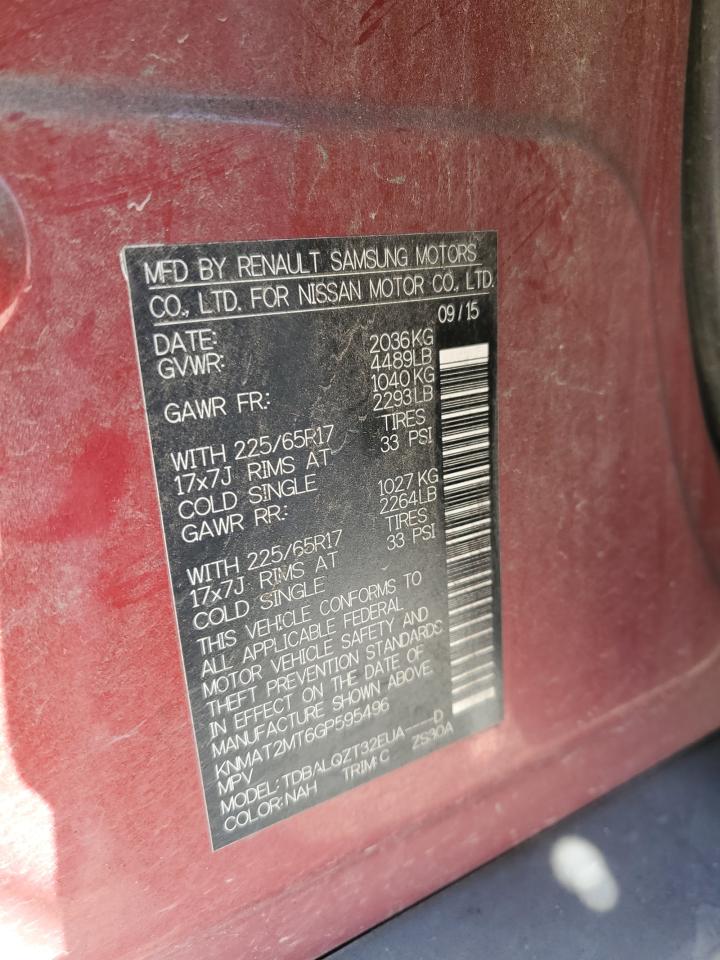 MFD BY RENAULT SAMSUNG MOTORS
CO., LTD. FOR NISSAN MOTOR CO., LTD.
DATE: 09/15
GVWR: 2036KG
4489LB
GAWR FR: 1040KG
2293LB
WITH 225/65R17 TIRES
17x7J RIMS AT 33 PSI
COLD SINGLE
GAWR RR: 1027KG
2264LB
WITH 225/65R17 TIRES
17x7J RIMS AT 33 PSI
COLD SINGLE
THIS VEHICLE CONFORMS TO
ALL APPLICABLE FEDERAL
MOTOR VEHICLE SAFETY AND
THEFT PREVENTION STANDARDS
IN EFFECT ON THE DATE OF
MANUFACTURE SHOWN ABOVE.
KNMAT2MT6GP595496
MPV
MODEL:TDBALQZT32EUA----D
COLOR:NAH TRIM:C ZS30A